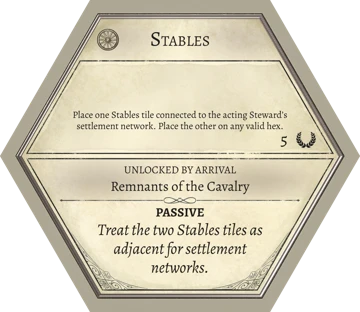 STABLES
Place one Stables tile connected to the acting Steward's
settlement network. Place the other on any valid hex.
5
UNLOCKED BY ARRIVAL
Remnants of the Cavalry
PASSIVE
Treat the two Stables tiles as
adjacent for settlement
networks.